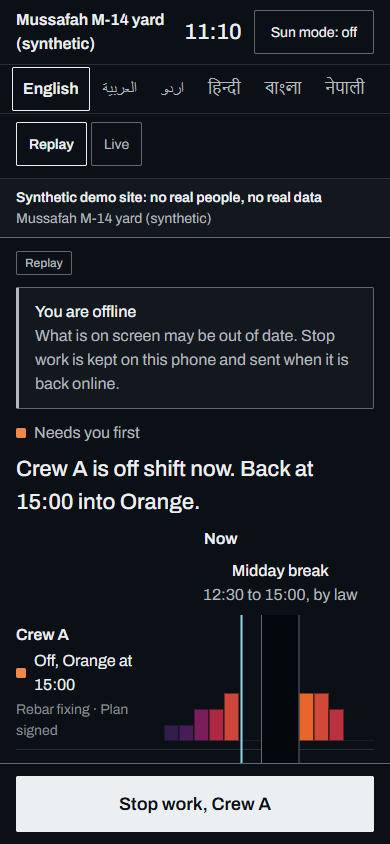 Mussafah M-14 yard
(synthetic)
11:10
Sun mode: off
English
العربية
اردو
हिन्दी
বাংলা
नेपाली
Replay
Live
Synthetic demo site: no real people, no real data
Mussafah M-14 yard (synthetic)
Replay
You are offline
What is on screen may be out of date. Stop
work is kept on this phone and sent when it is
back online.
Needs you first
Crew A is off shift now. Back at
15:00 into Orange.
Now
Midday break
12:30 to 15:00, by law
Crew A
Off, Orange at
15:00
Rebar fixing · Plan
signed
Stop work, Crew A